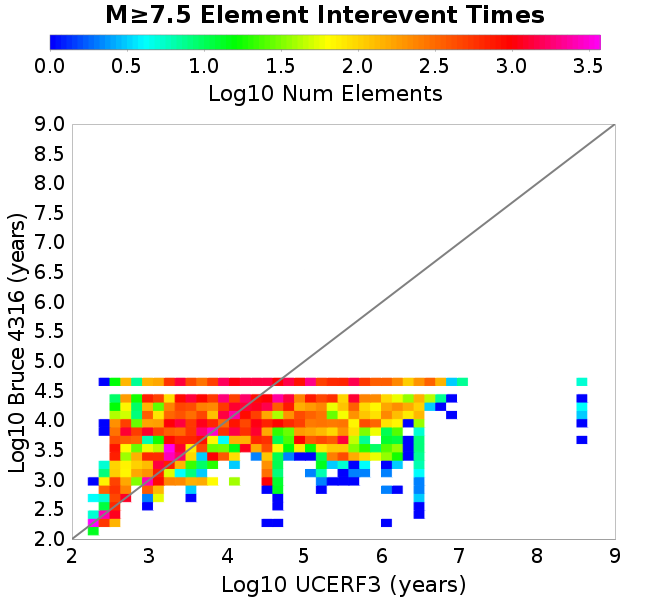 M≥7.5 Element Interevent Times
0.0 0.5 1.0 1.5 2.0 2.5 3.0 3.5
Log10 Num Elements
9.0
8.5
8.0
7.5
7.0
6.5
6.0
5.5
5.0
4.5
4.0
3.5
3.0
2.5
2.0
Log10 Bruce 4316 (years)
2 3 4 5 6 7 8 9
Log10 UCERF3 (years)